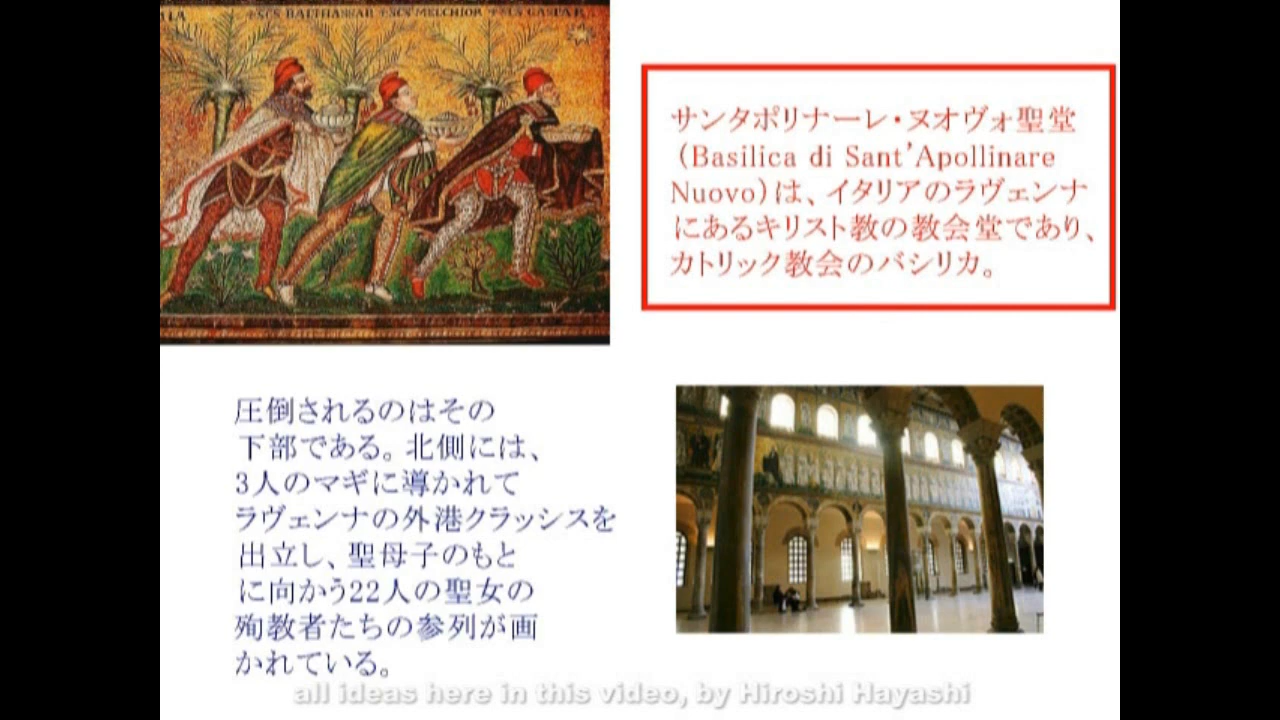 +SCS BALTHASSAR +SCS MELCHIOR +SCS GASPAR
サンタポリナーレ・ヌオヴォ聖堂
(Basilica di Sant'Apollinare
Nuovo)は、イタリアのラヴェンナ
にあるキリスト教の教会堂であり、
カトリック教会のバシリカ。
圧倒されるのはその
下部である。北側には、
3人のマギに導かれて
ラヴェンナの外港クラッシスを
出立し、聖母子のもと
に向かう22人の聖女の
殉教者たちの参列が画
かれている。
all ideas here in this video, by Hiroshi Hayashi